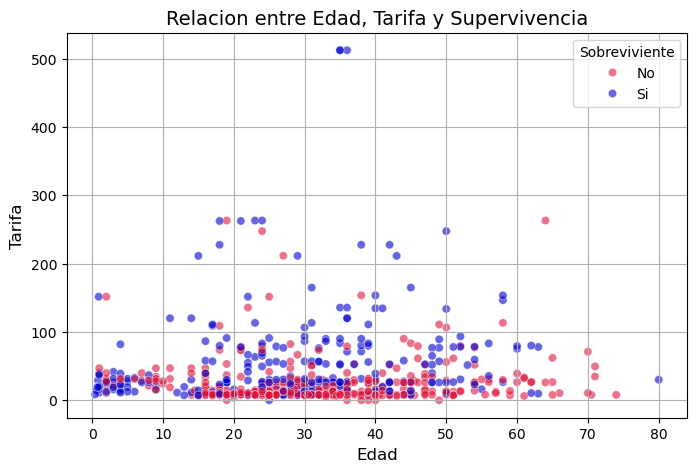 Relacion entre Edad, Tarifa y Supervivencia
Sobreviviente
No
Si
Tarifa
500
400
300
200
100
0
0 10 20 30 40 50 60 70 80
Edad